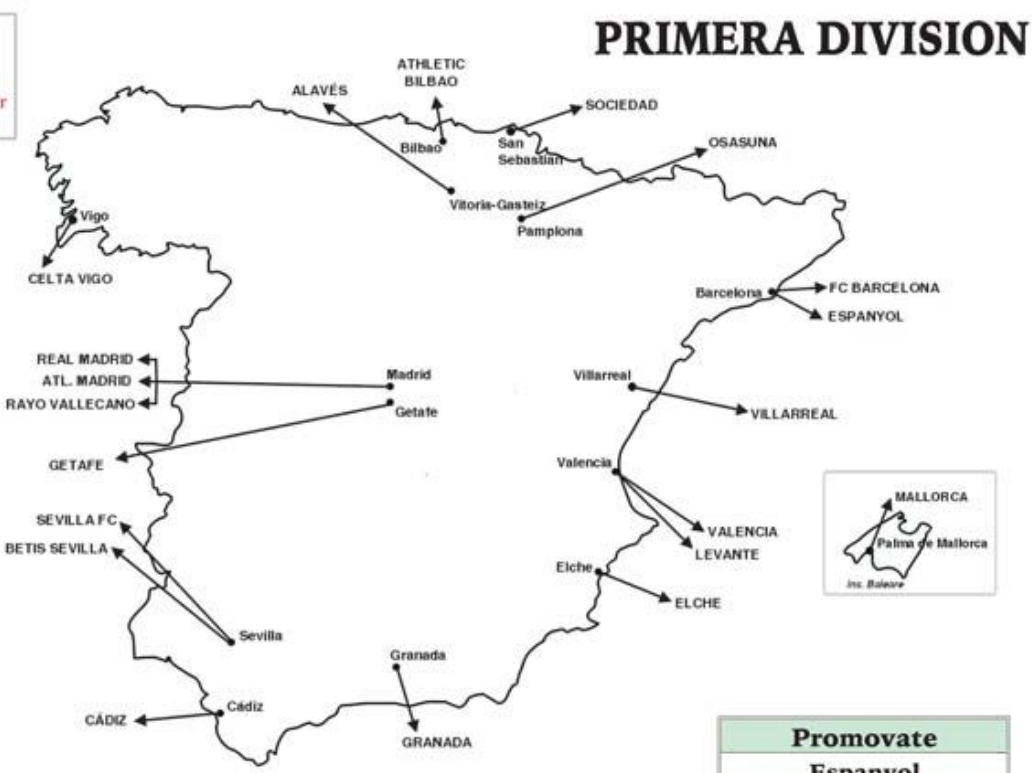 PRIMERA DIVISION
r
ATHLETIC
BILBAO
ALAVÉS
SOCIEDAD
Bilbao
San
Sebastian
OSASUNA
Vitoria-Gasteiz
Pamplona
Vigo
CELTA VIGO
Barcelona
FC BARCELONA
ESPANYOL
REAL MADRID
ATL. MADRID
RAYO VALLECANO
Madrid
Getafe
GETAFE
Villarreal
VILLARREAL
Valencia
VALENCIA
LEVANTE
SEVILLA FC
BETIS SEVILLA
Sevilla
Elche
ELCHE
MALLORCA
Palma de Mallorca
Ins. Baleare
Granada
GRANADA
Cádiz
CÁDIZ
Promovate
Espanyol